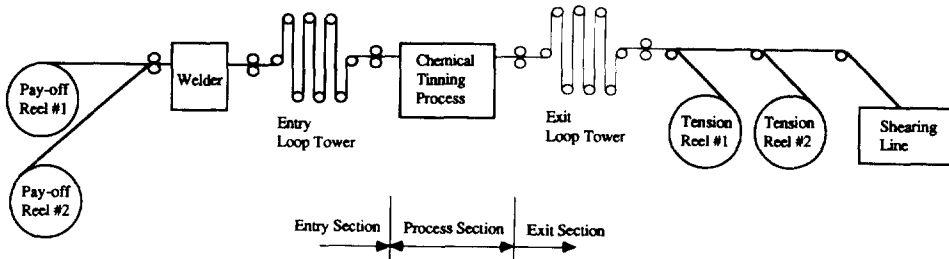 Pay-off
Reel #1
Pay-off
Reel #2
Welder
Entry
Loop Tower
Chemical
Tinning
Process
Exit
Loop Tower
Tension
Reel #1
Tension
Reel #2
Shearing
Line
Entry Section
Process Section
Exit Section